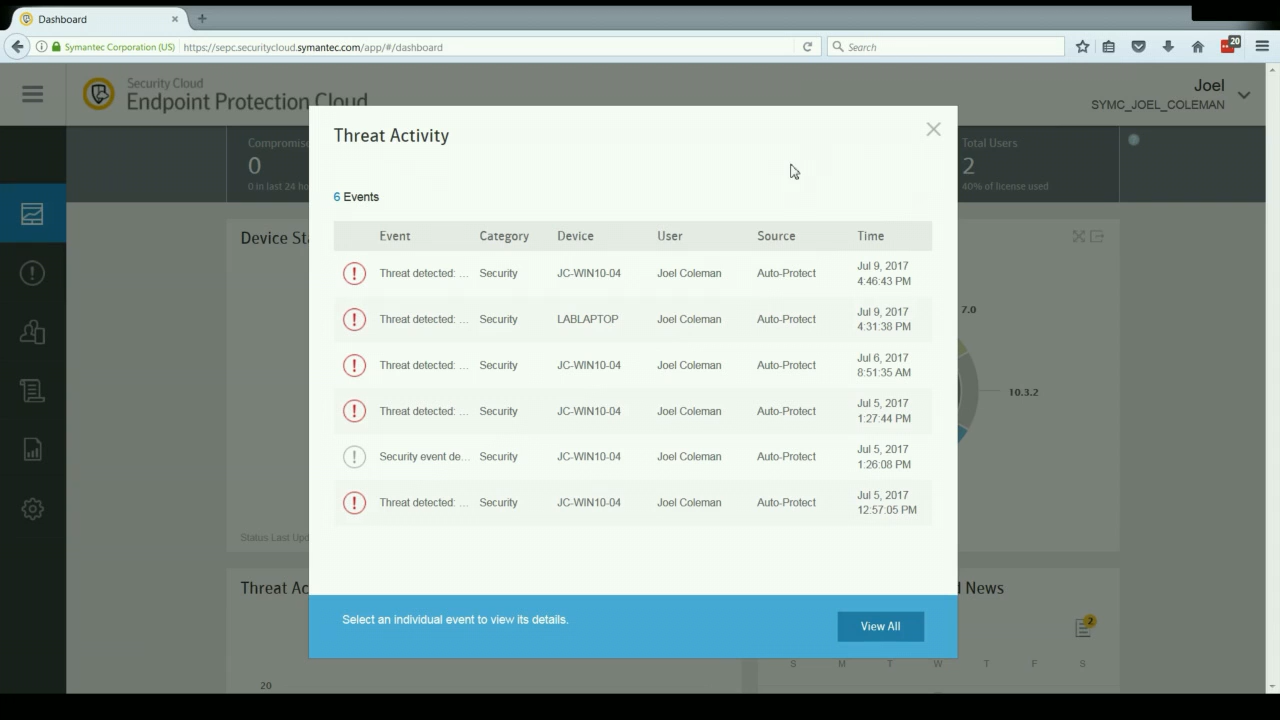 Dashboard
Symantec Corporation (US)
https://sepc.securitycloud.symantec.com/app/#/dashboard
Search
20
Security Cloud
Endpoint Protection Cloud
Joel
SYMC_JOEL_COLEMAN
Compromise
0
0 in last 24 ho
Total Users
2
40% of license used
Device Sta
7.0
10.3.2
Status Last Upd
Threat Activity
6 Events
Event Category Device User Source Time
Threat detected: ... Security JC-WIN10-04 Joel Coleman Auto-Protect Jul 9, 2017
4:46:43 PM
Threat detected: ... Security LABLAPTOP Joel Coleman Auto-Protect Jul 9, 2017
4:31:38 PM
Threat detected: ... Security JC-WIN10-04 Joel Coleman Auto-Protect Jul 6, 2017
8:51:35 AM
Threat detected: ... Security JC-WIN10-04 Joel Coleman Auto-Protect Jul 5, 2017
1:27:44 PM
Security event de... Security JC-WIN10-04 Joel Coleman Auto-Protect Jul 5, 2017
1:26:08 PM
Threat detected: ... Security JC-WIN10-04 Joel Coleman Auto-Protect Jul 5, 2017
12:57:05 PM
Select an individual event to view its details.
View All
Threat Ac
20
d News
2
S M T W T F S